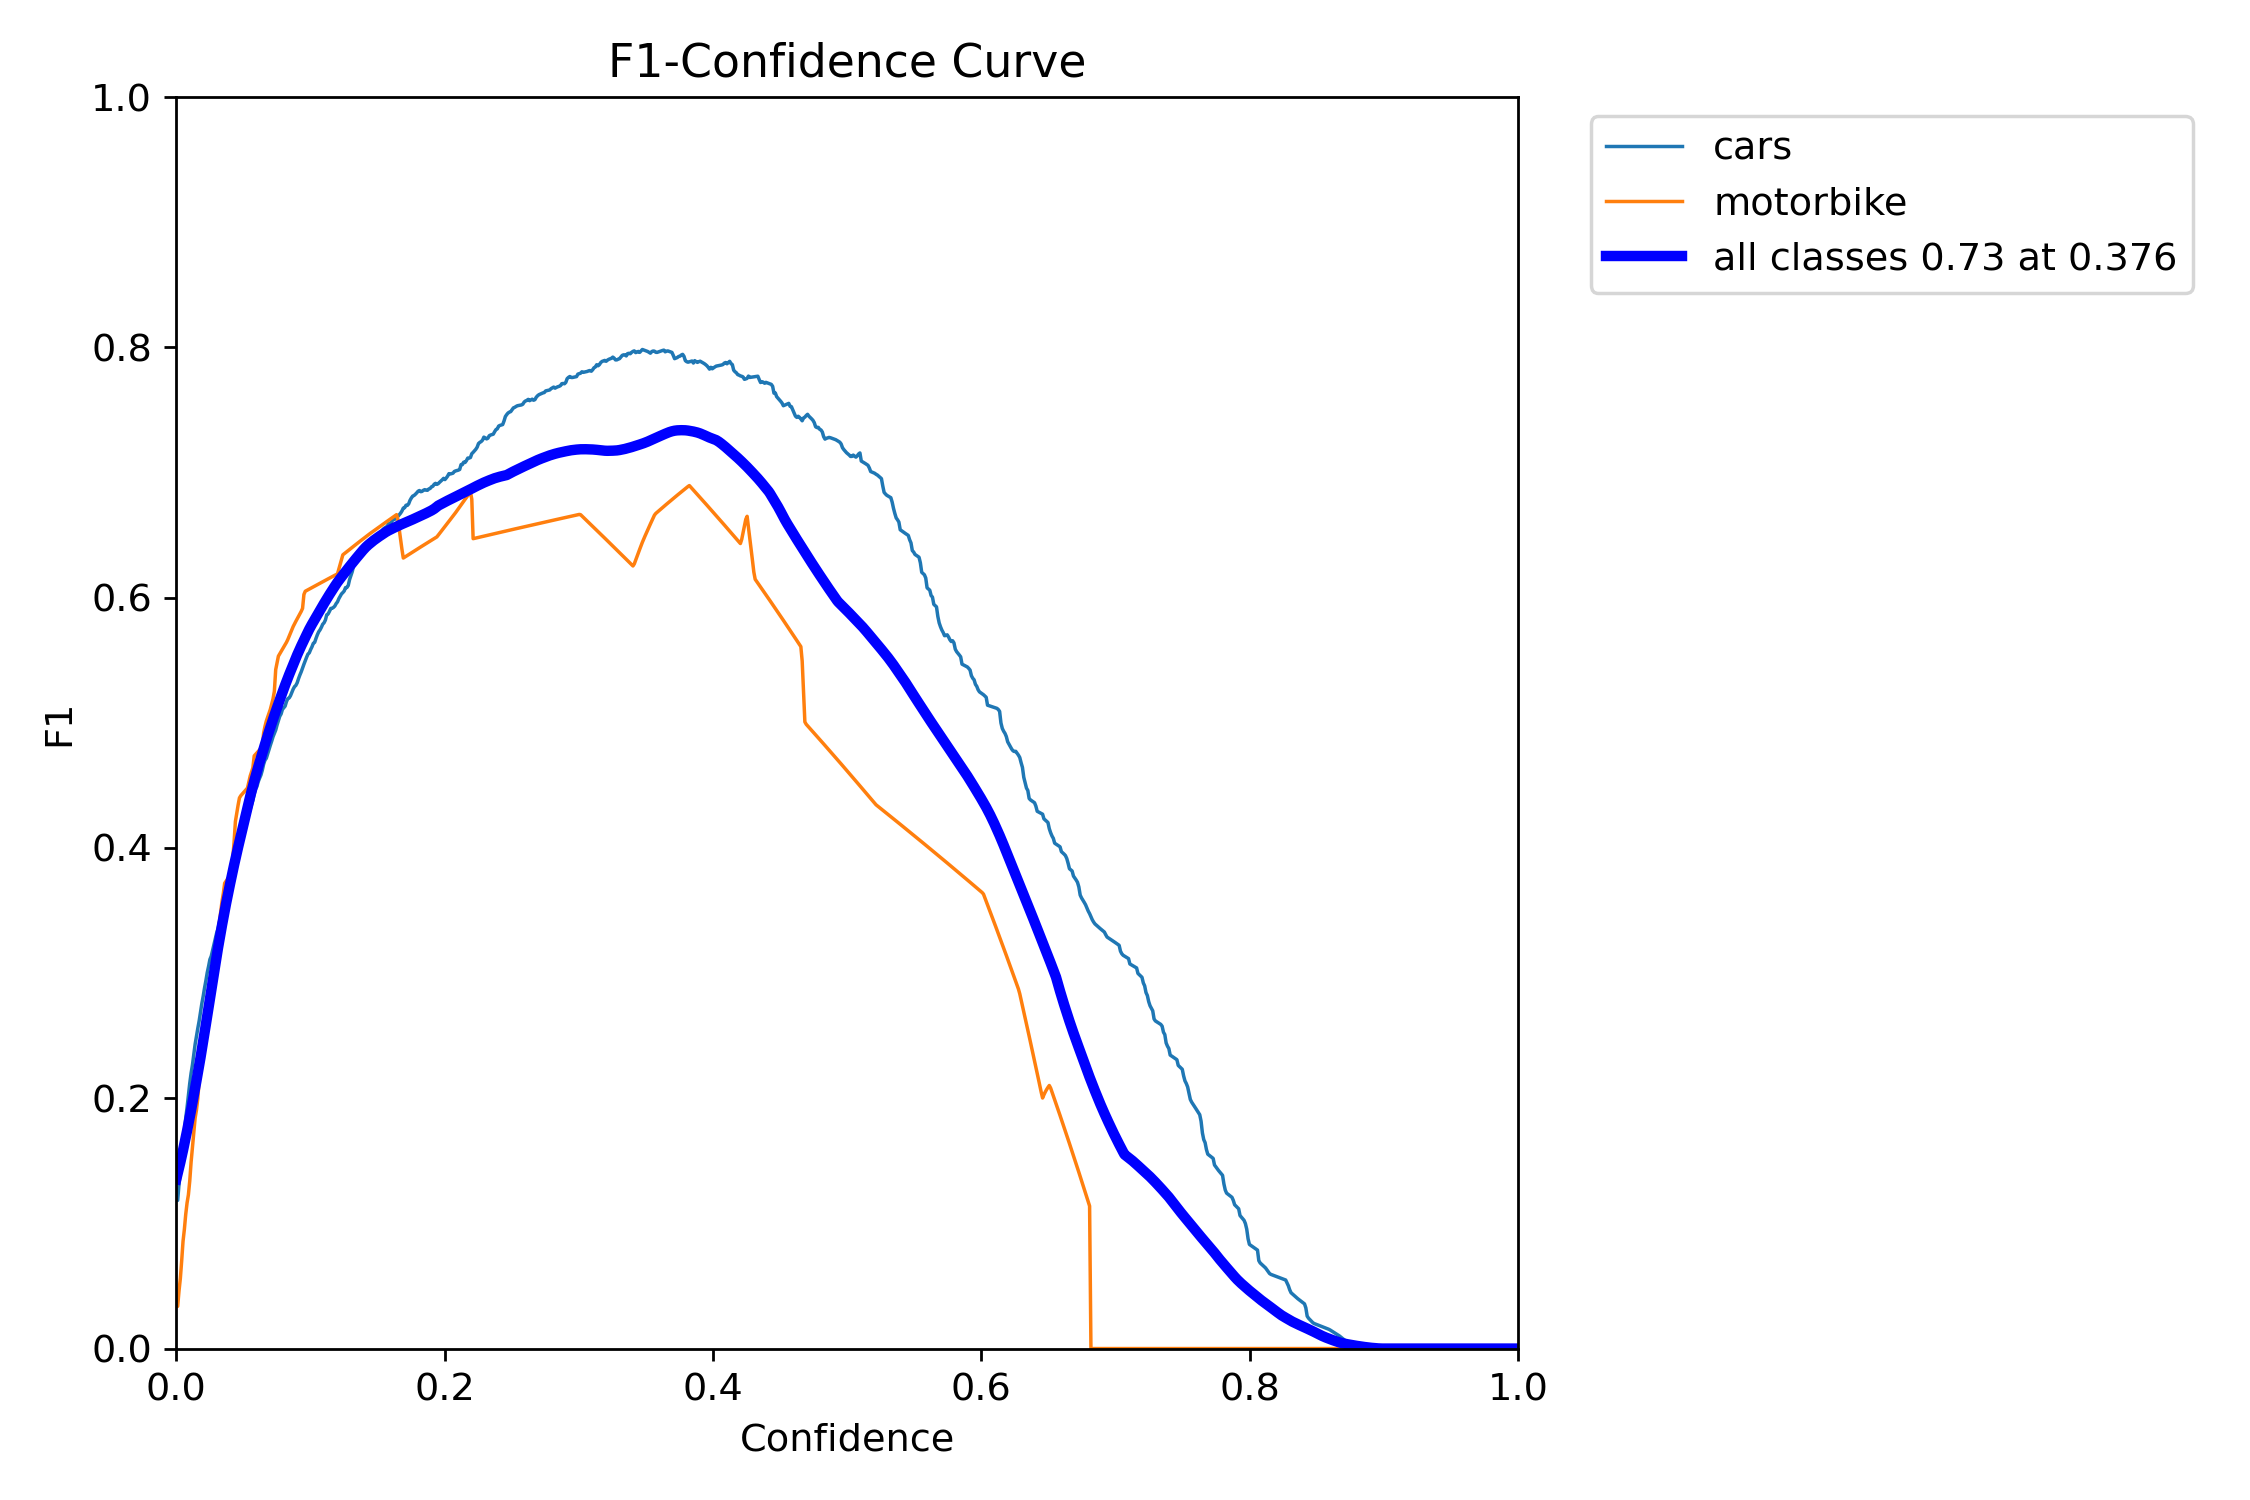 F1-Confidence Curve
1.0
0.8
0.6
0.4
0.2
0.0
F1
0.0 0.2 0.4 0.6 0.8 1.0
Confidence
cars
motorbike
all classes 0.73 at 0.376